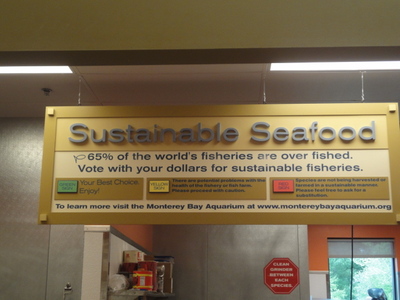 Sustainable Seafood
65% of the world's fisheries are over fished.
Vote with your dollars for sustainable fisheries.
GREEN
Your Best Choice
Enjoy!
YELLOW
There are potential problems with the
health of the fishery or fish farm.
Please proceed with caution.
RED
Species are not being harvested or
farmed in a sustainable manner.
Please feel free to ask for a
substitution.
To learn more visit the Monterey Bay Aquarium at www.montereybayaquarium.org
CLEAN
GRINDER
BETWEEN
EACH
SPECIES